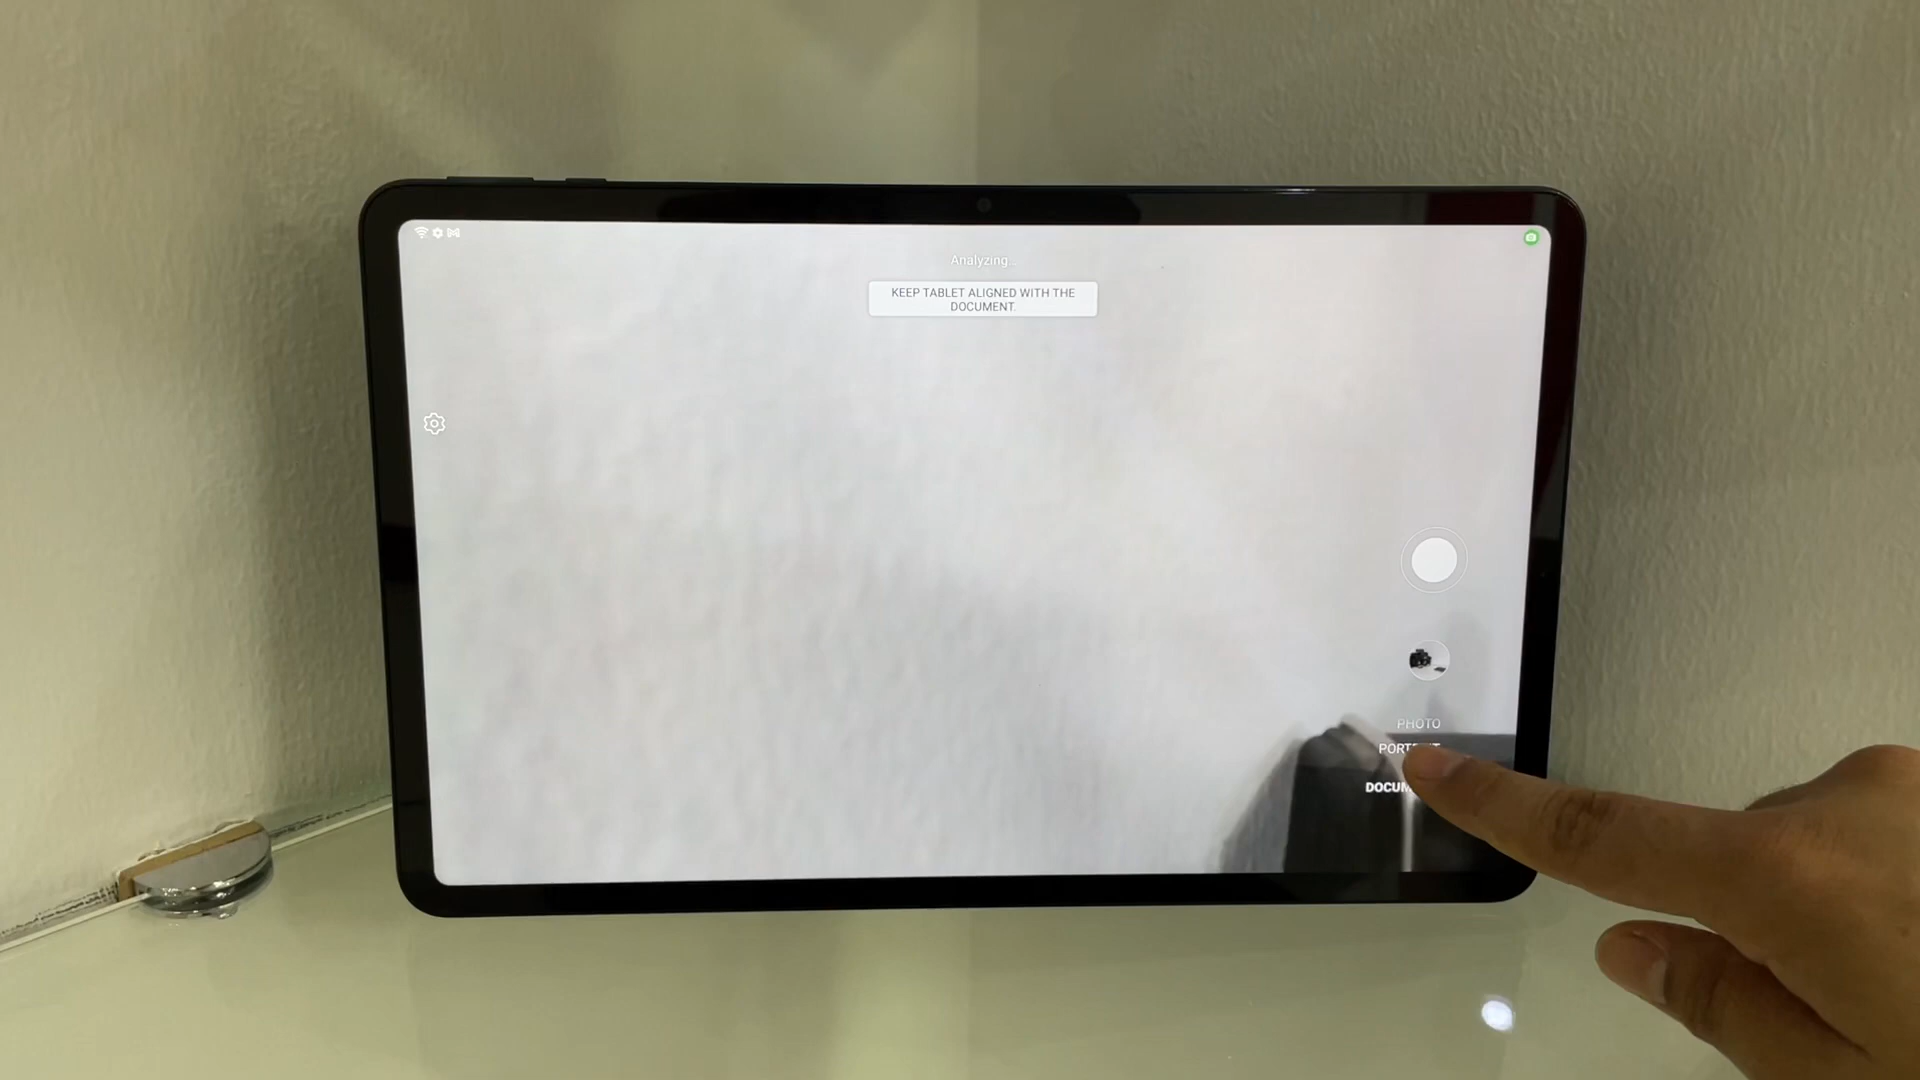 Analyzing...
KEEP TABLET ALIGNED WITH THE
DOCUMENT.
PHOTO